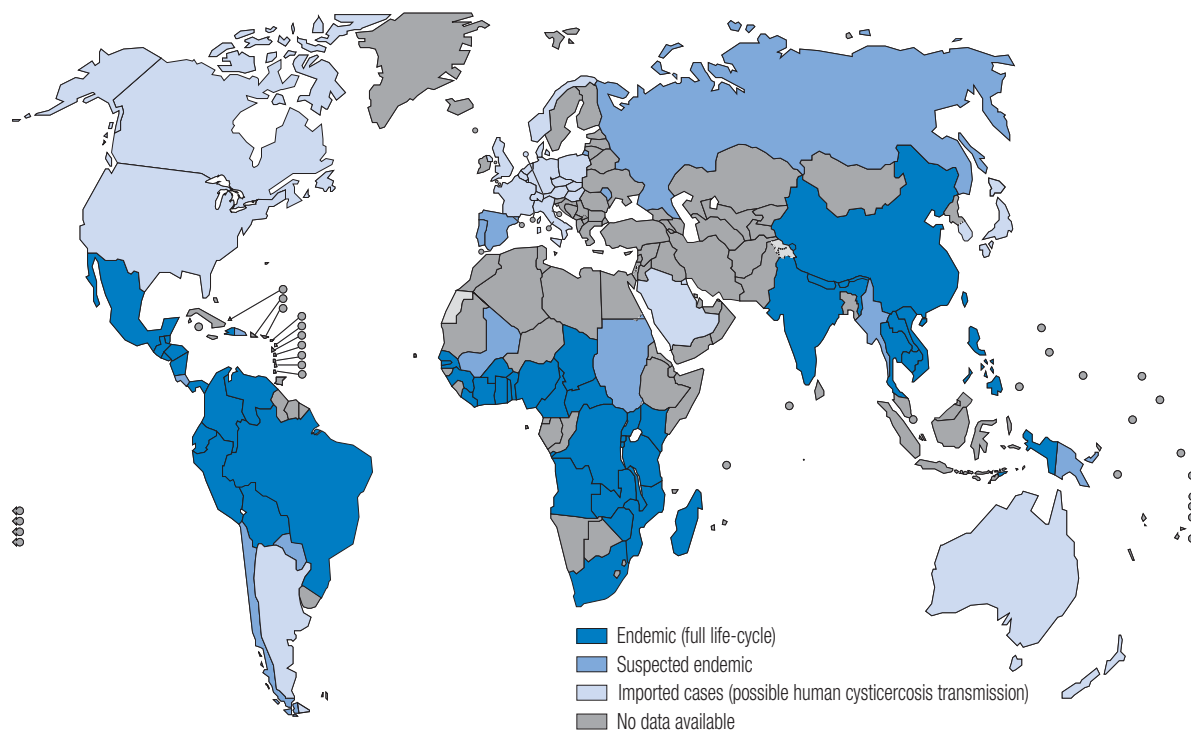 Endemic (full life-cycle)
Suspected endemic
Imported cases (possible human cysticercosis transmission)
No data available